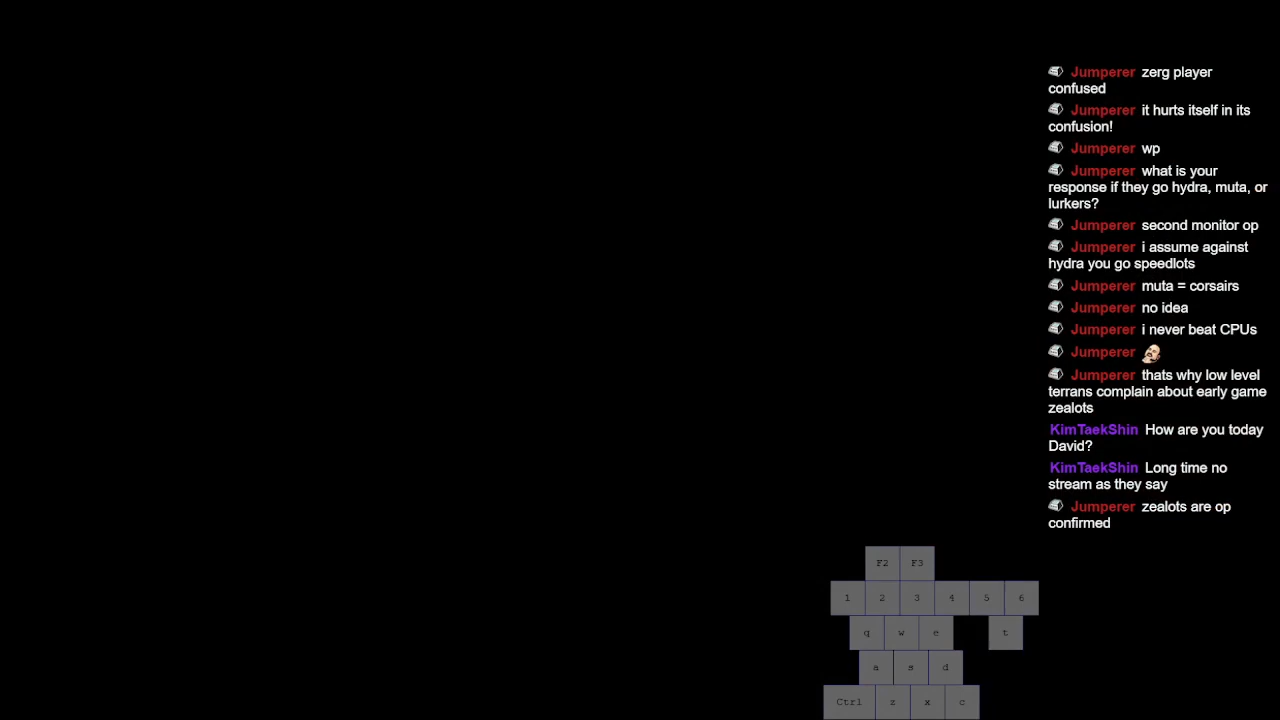 Jumperer zerg player
confused
Jumperer it hurts itself in its
confusion!
Jumperer wp
Jumperer what is your
response if they go hydra, muta, or
lurkers?
Jumperer second monitor op
Jumperer i assume against
hydra you go speedlots
Jumperer muta = corsairs
Jumperer no idea
Jumperer i never beat CPUs
Jumperer
Jumperer thats why low level
terrans complain about early game
zealots
KimTaekShin How are you today
David?
KimTaekShin Long time no
stream as they say
Jumperer zealots are op
confirmed
F2 F3
1 2 3 4 5 6
q w e t
a s d
Ctrl z x c